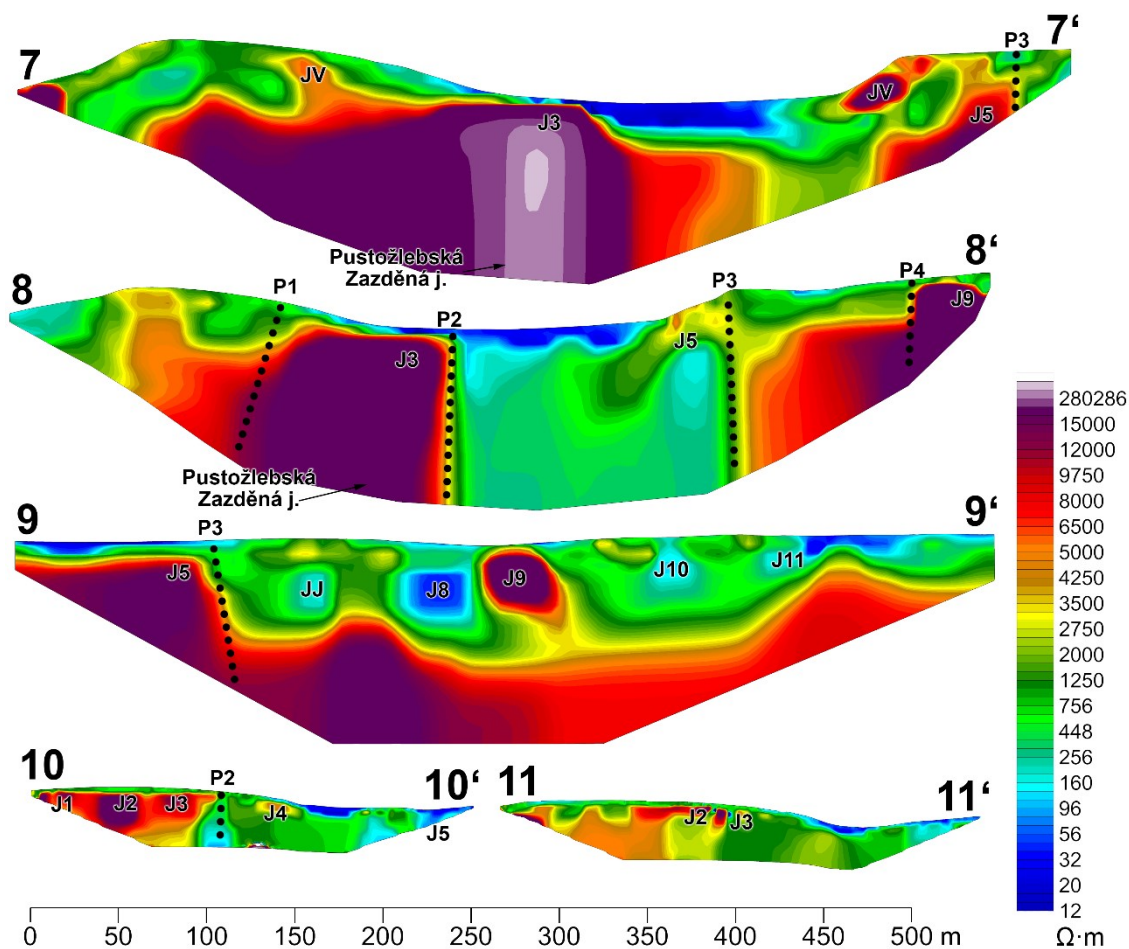 7
7‘
P3
JV
JV
J3
J5
Pustožlebská
Zazděná j.
8
8‘
P1
P2
P3
P4
J3
J5
J9
Pustožlebská
Zazděná j.
9
9‘
P3
J5
JJ
J8
J9
J10
J11
10
10‘
P2
J1
J2
J3
J4
J5
11
11‘
J2
J3
280286
15000
12000
9750
8000
6500
5000
4250
3500
2750
2000
1250
756
448
256
160
96
56
32
20
12
Ω·m
0 50 100 150 200 250 300 350 400 450 m 500